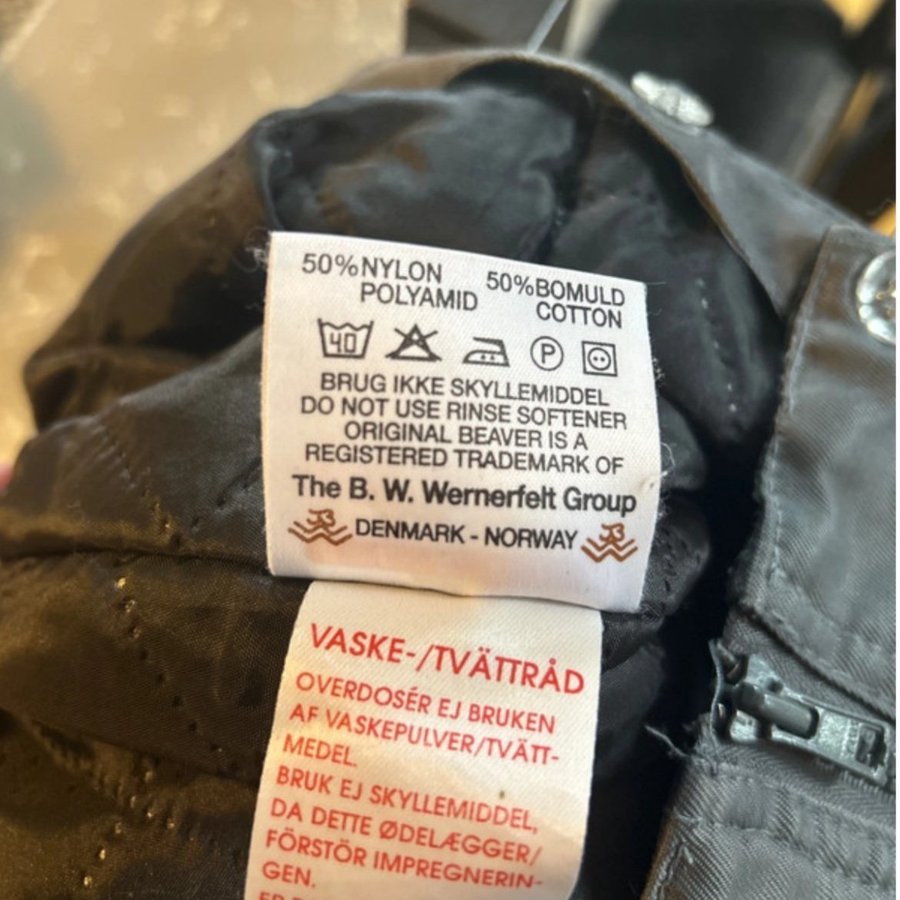 50% NYLON
POLYAMID
50% BOMULD
COTTON
40
P
BRUG IKKE SKYLLEMIDDEL
DO NOT USE RINSE SOFTENER
ORIGINAL BEAVER IS A
REGISTERED TRADEMARK OF
The B. W. Wernerfelt Group
DENMARK - NORWAY
VASKE-/TVÄTTRÅD
OVERDOSÉR EJ BRUKEN
AF VASKEPULVER/TVÄTT-
MEDEL.
BRUK EJ SKYLLEMIDDEL,
DA DETTE ØDELÆGGER/
FÖRSTÖR IMPREGNERIN-
GEN.